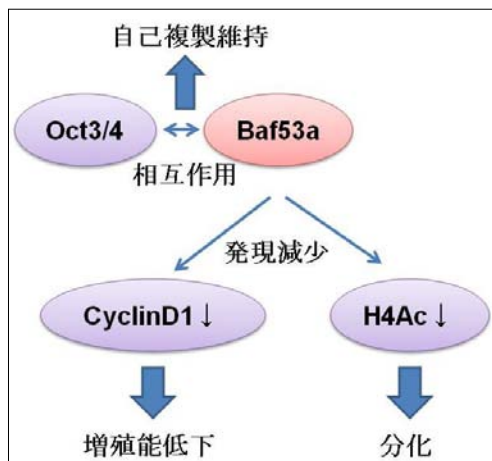 自己複製維持
Oct3/4 Baf53a
相互作用
発現減少
CyclinD1↓ H4Ac↓
増殖能低下 分化